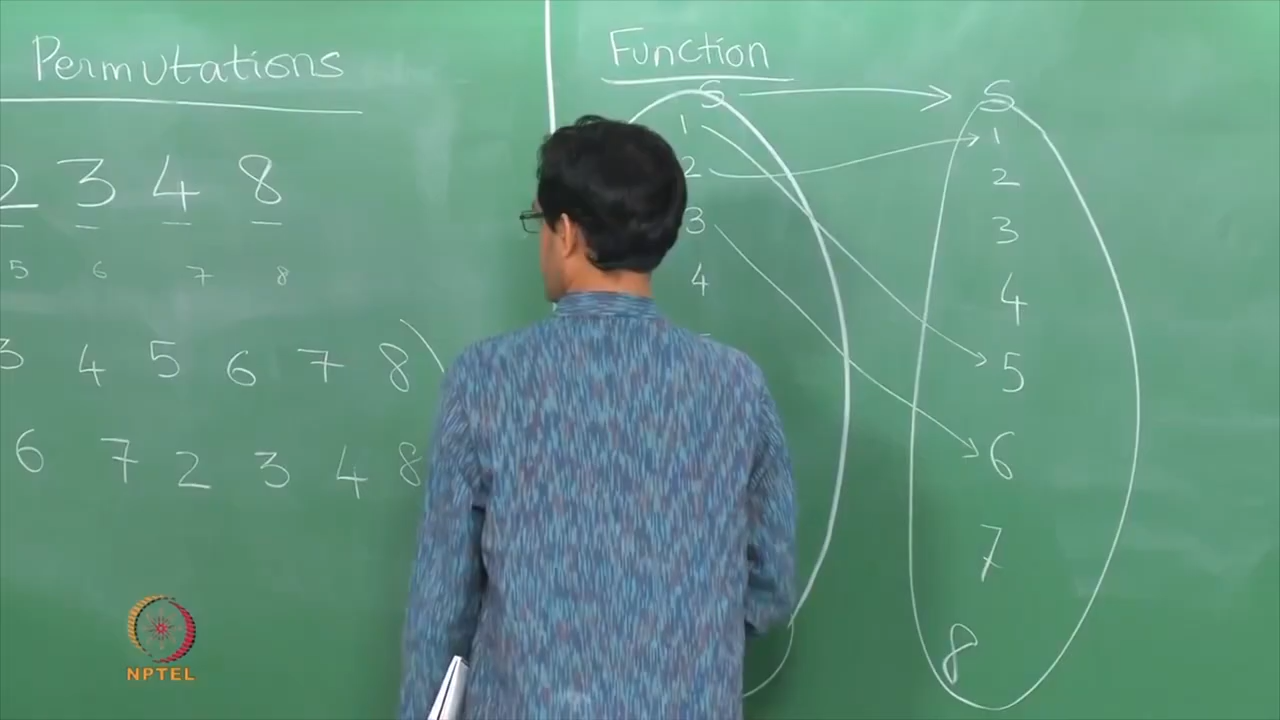 Permutations
2 3 4 8
5 6 7 8
3 4 5 6 7 8
6 7 2 3 4 8
Function
S S
1 1
2 2
3 3
4 4
5
6
7
8
NPTEL